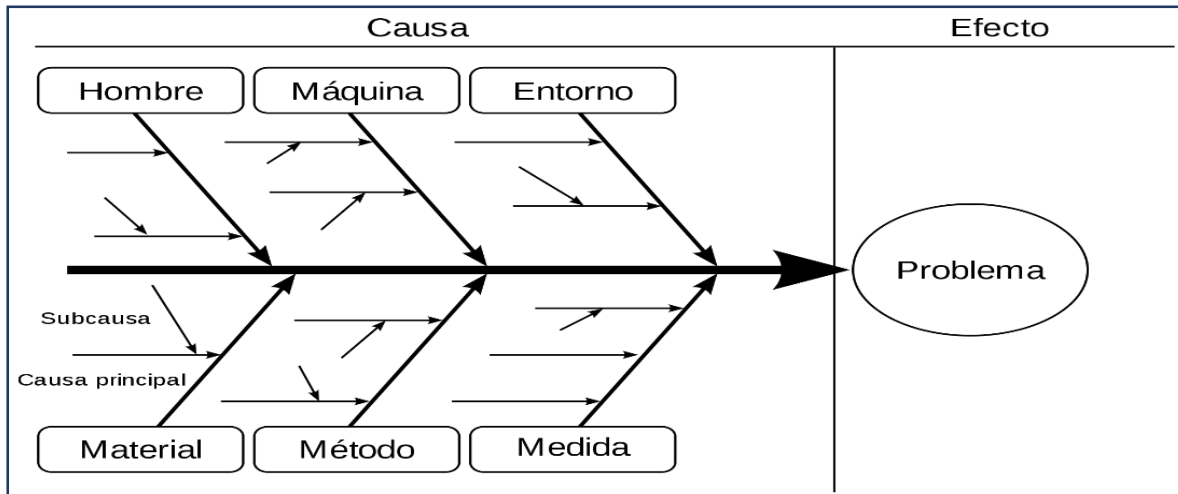 Causa
Efecto
Hombre
Máquina
Entorno
Problema
Subcausa
Causa principal
Material
Método
Medida